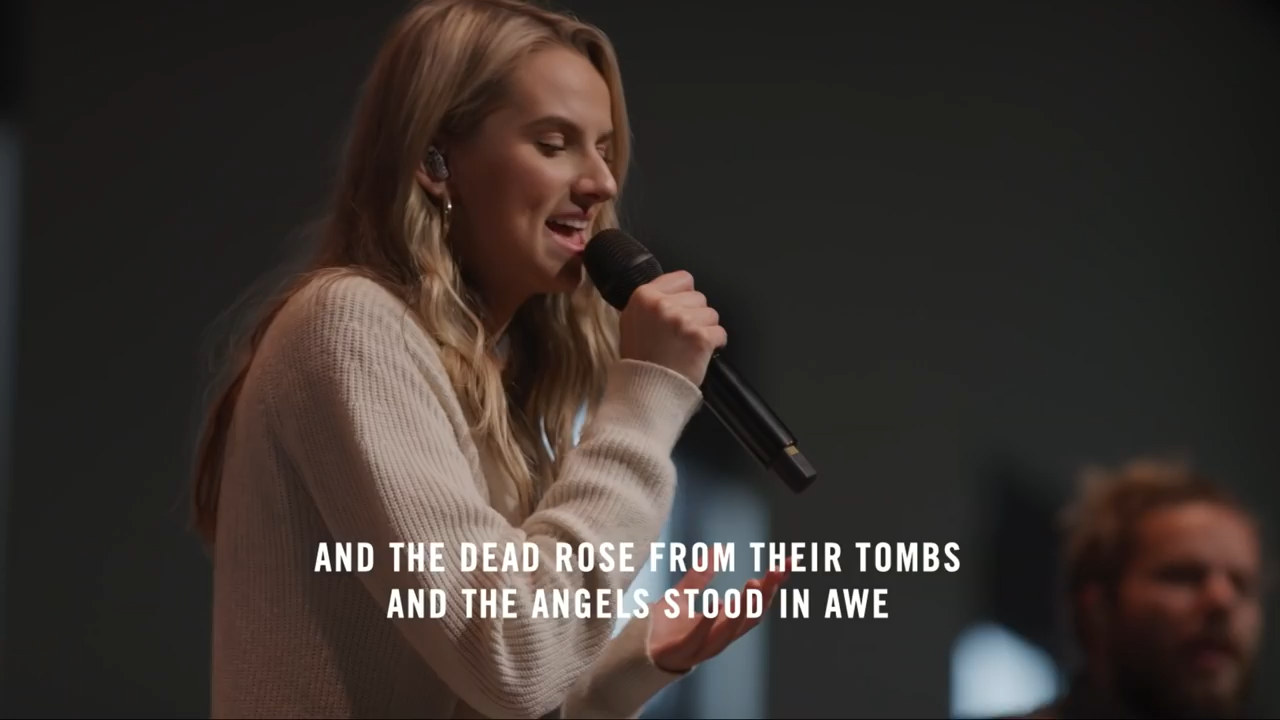 AND THE DEAD ROSE FROM THEIR TOMBS
AND THE ANGELS STOOD IN AWE